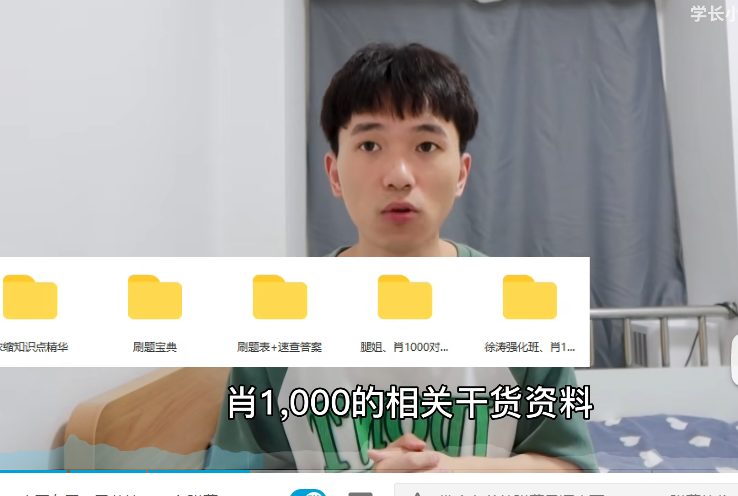 学长小
浓缩知识点精华
刷题宝典
刷题表+速查答案
腿姐、肖1000对...
徐涛强化班、肖1...
肖1,000的相关干货资料